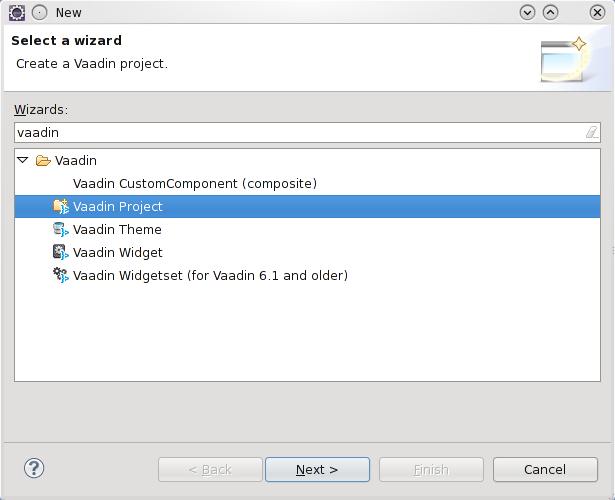 New
Select a wizard
Create a Vaadin project.
Wizards:
vaadin
Vaadin
Vaadin CustomComponent (composite)
Vaadin Project
Vaadin Theme
Vaadin Widget
Vaadin Widgetset (for Vaadin 6.1 and older)
? < Back Next > Finish Cancel